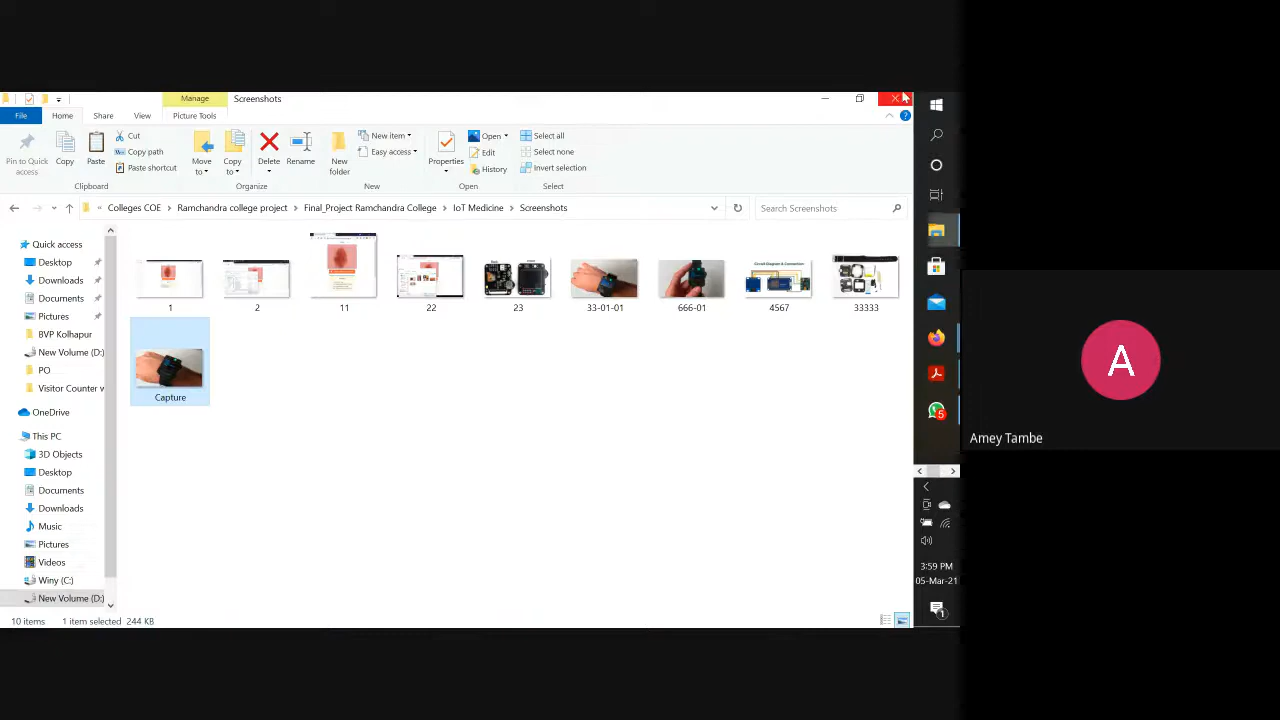 Manage
Screenshots
File
Home
Share
View
Picture Tools
Pin to Quick access
Copy
Paste
Cut
Copy path
Paste shortcut
Clipboard
Move to
Copy to
Delete
Rename
Organize
New folder
New item
Easy access
New
Properties
Open
Edit
History
Open
Select all
Select none
Invert selection
Select
« Colleges COE > Ramchandra college project > Final_Project Ramchandra College > IoT Medicine > Screenshots
Search Screenshots
Quick access
Desktop
Downloads
Documents
Pictures
BVP Kolhapur
New Volume (D:)
PO
Visitor Counter w
OneDrive
This PC
3D Objects
Desktop
Documents
Downloads
Music
Pictures
Videos
Winy (C:)
New Volume (D:)
Circuit Diagram & Connection
1
2
11
22
23
33-01-01
666-01
4567
33333
Capture
10 items
1 item selected 244 KB
5
3:59 PM
05-Mar-21
1
A
Amey Tambe